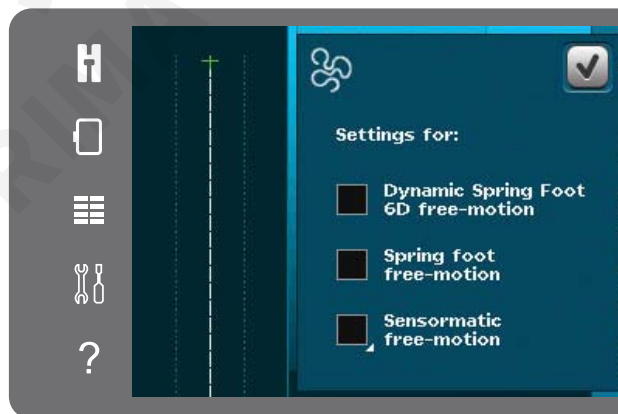 Settings for:
Dynamic Spring Foot
6D free-motion
Spring foot
free-motion
Sensormatic
free-motion
?